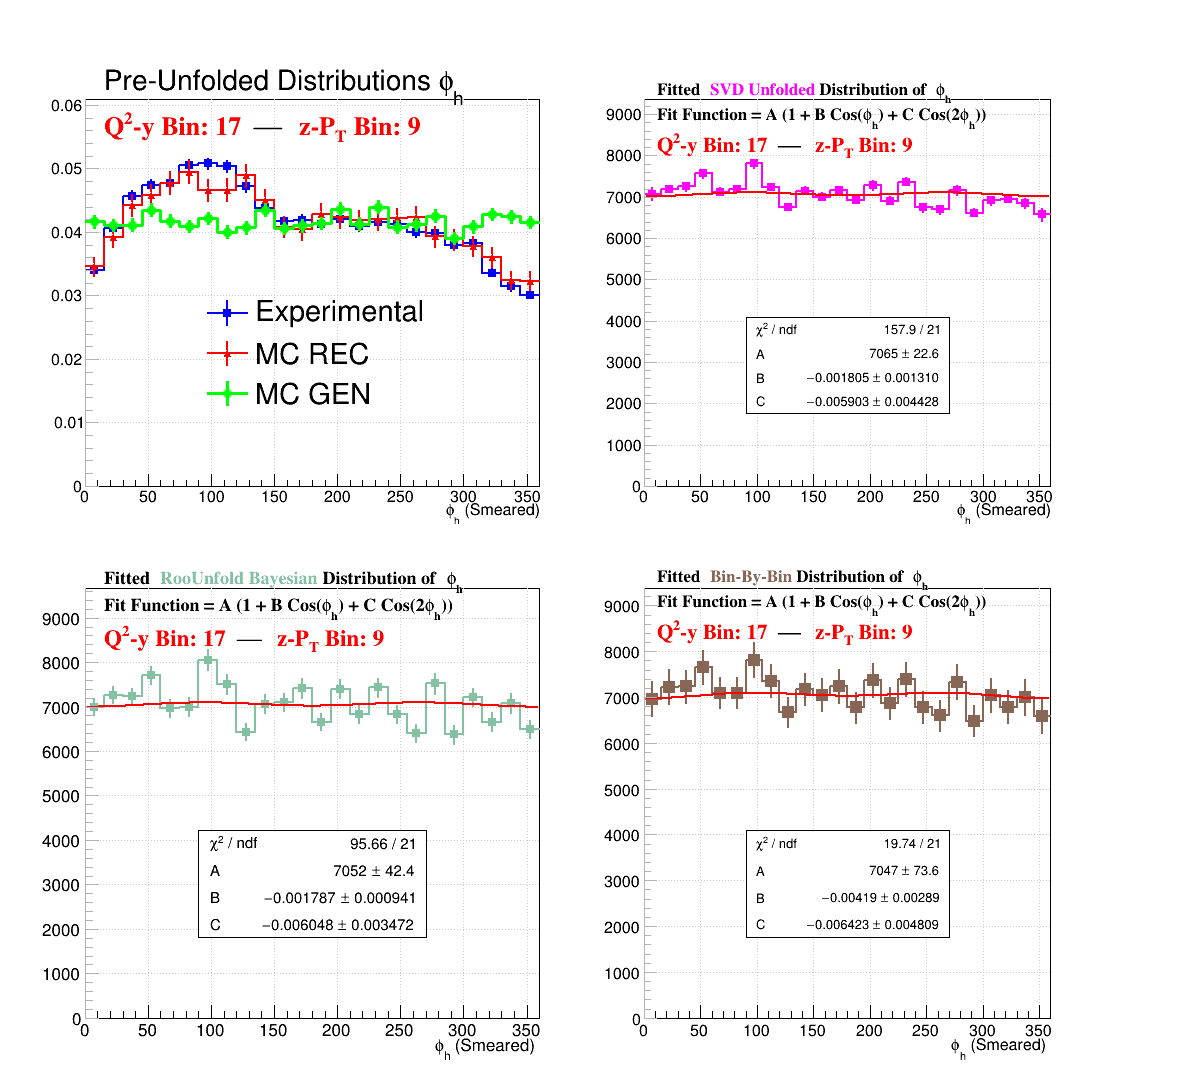 Pre-Unfolded Distributions ϕh
0.06
Q²-y Bin: 17 — z-PT Bin: 9
0.05
0.04
0.03
Experimental
MC REC
0.02
MC GEN
0.01
0
0 50 100 150 200 250 300 350
ϕh (Smeared)
Fitted SVD Unfolded Distribution of ϕh
9000
Fit Function = A (1 + B Cos(ϕh) + C Cos(2ϕh))
Q²-y Bin: 17 — z-PT Bin: 9
8000
7000
6000
5000
4000
χ² / ndf 157.9 / 21
A 7065 ± 22.6
3000
B −0.001805 ± 0.001310
C −0.005903 ± 0.004428
2000
1000
0
0 50 100 150 200 250 300 350
ϕh (Smeared)
Fitted RooUnfold Bayesian Distribution of ϕh
Fit Function = A (1 + B Cos(ϕh) + C Cos(2ϕh))
9000
Q²-y Bin: 17 — z-PT Bin: 9
8000
7000
6000
5000
4000
χ² / ndf 95.66 / 21
A 7052 ± 42.4
3000
B −0.001787 ± 0.000941
C −0.006048 ± 0.003472
2000
1000
0
0 50 100 150 200 250 300 350
ϕh (Smeared)
Fitted Bin-By-Bin Distribution of ϕh
Fit Function = A (1 + B Cos(ϕh) + C Cos(2ϕh))
9000
Q²-y Bin: 17 — z-PT Bin: 9
8000
7000
6000
5000
4000
χ² / ndf 19.74 / 21
A 7047 ± 73.6
3000
B −0.00419 ± 0.00289
C −0.006423 ± 0.004809
2000
1000
0
0 50 100 150 200 250 300 350
ϕh (Smeared)